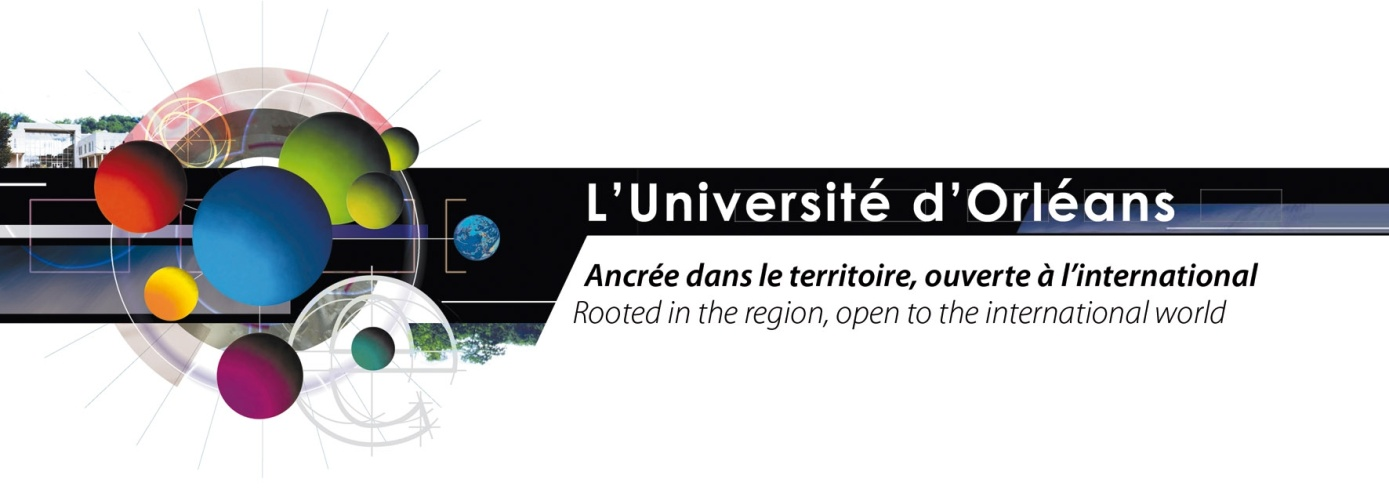 L’Université d’Orléans
Ancrée dans le territoire, ouverte à l’international
Rooted in the region, open to the international world